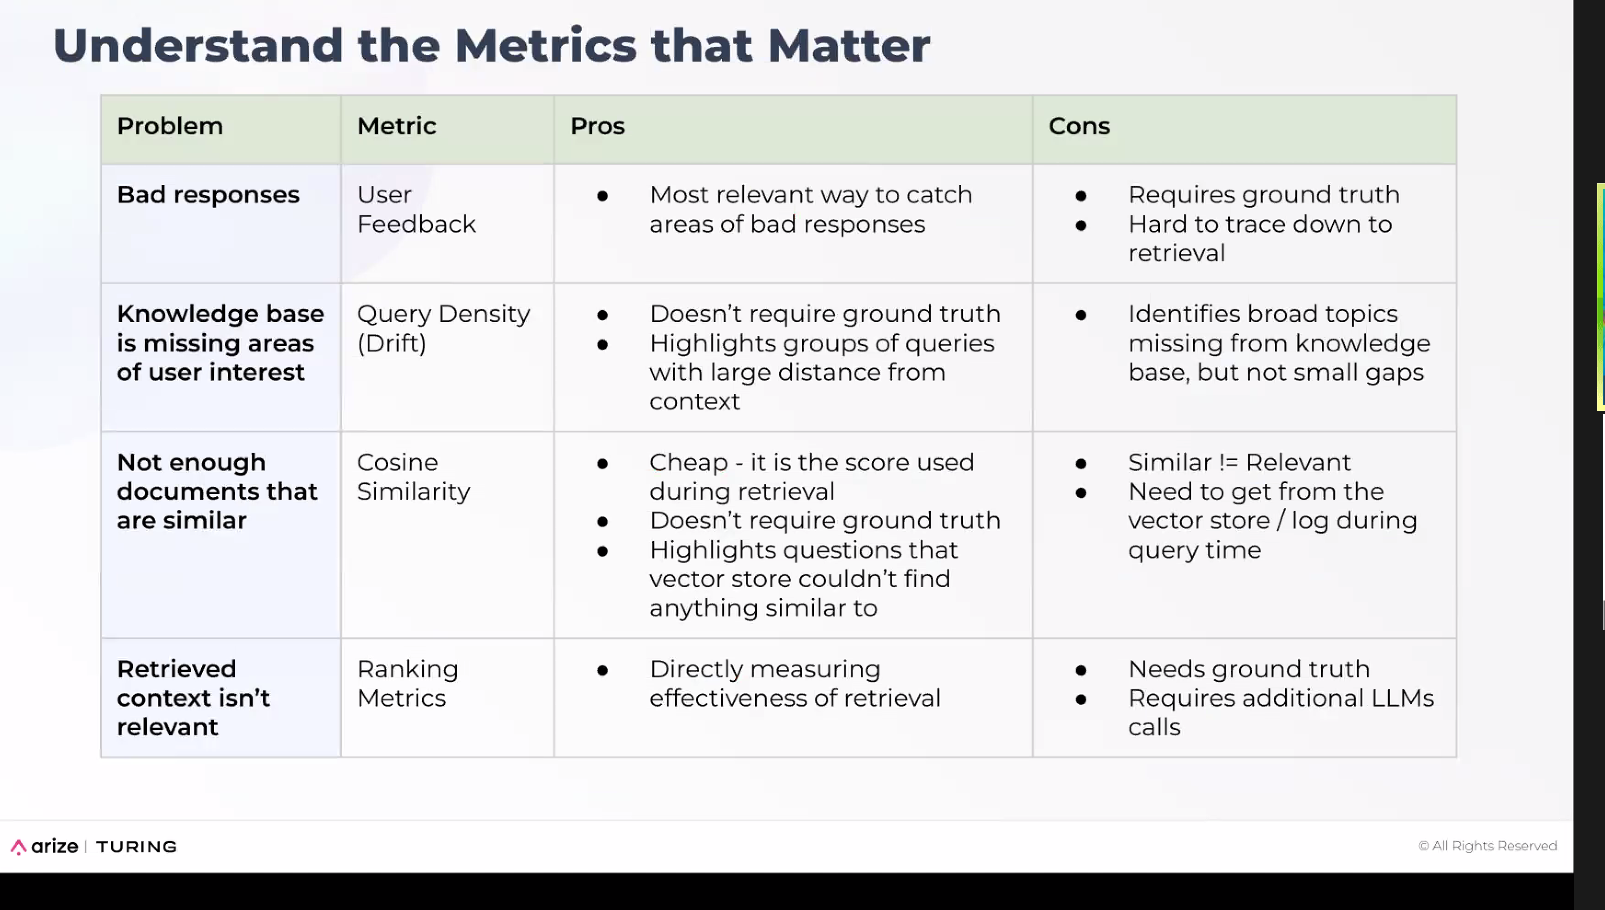 Understand the Metrics that Matter
Problem
Metric
Pros
Cons
Bad responses
User
Feedback
● Most relevant way to catch
areas of bad responses
● Requires ground truth
● Hard to trace down to
retrieval
Knowledge base
is missing areas
of user interest
Query Density
(Drift)
● Doesn’t require ground truth
● Highlights groups of queries
with large distance from
context
● Identifies broad topics
missing from knowledge
base, but not small gaps
Not enough
documents that
are similar
Cosine
Similarity
● Cheap - it is the score used
during retrieval
● Doesn’t require ground truth
● Highlights questions that
vector store couldn’t find
anything similar to
● Similar != Relevant
● Need to get from the
vector store / log during
query time
Retrieved
context isn’t
relevant
Ranking
Metrics
● Directly measuring
effectiveness of retrieval
● Needs ground truth
● Requires additional LLMs
calls
arize | TURING
© All Rights Reserved